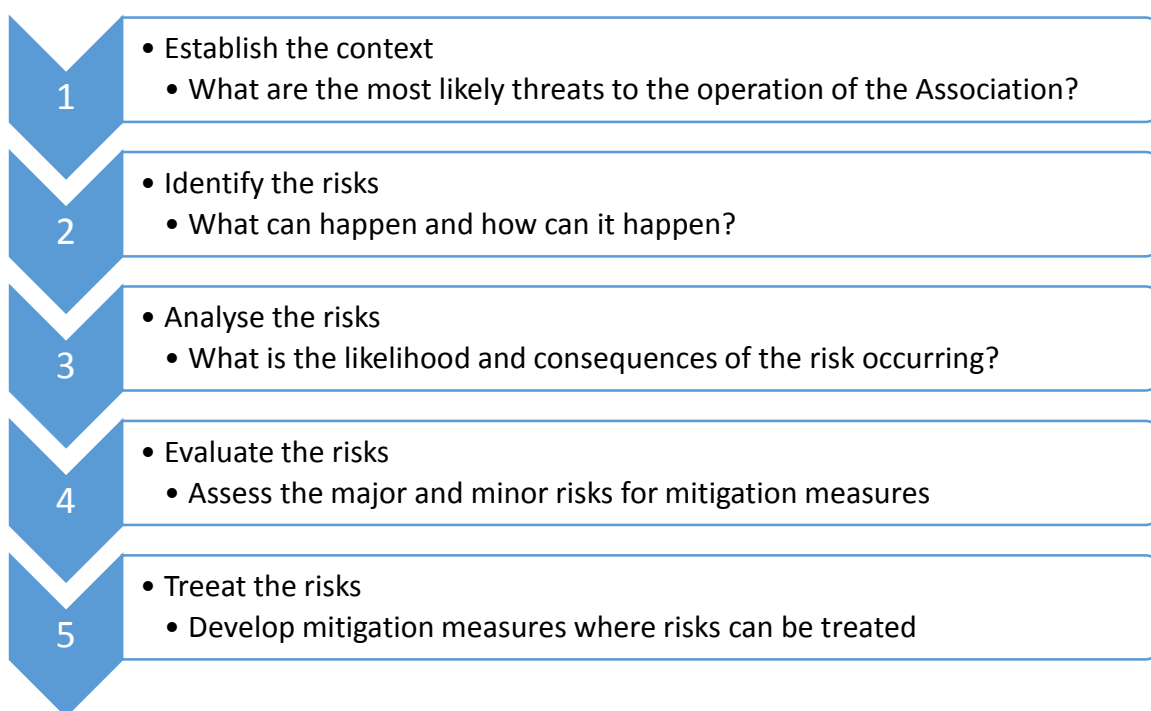 1
• Establish the context
• What are the most likely threats to the operation of the Association?
2
• Identify the risks
• What can happen and how can it happen?
3
• Analyse the risks
• What is the likelihood and consequences of the risk occurring?
4
• Evaluate the risks
• Assess the major and minor risks for mitigation measures
5
• Treeat the risks
• Develop mitigation measures where risks can be treated